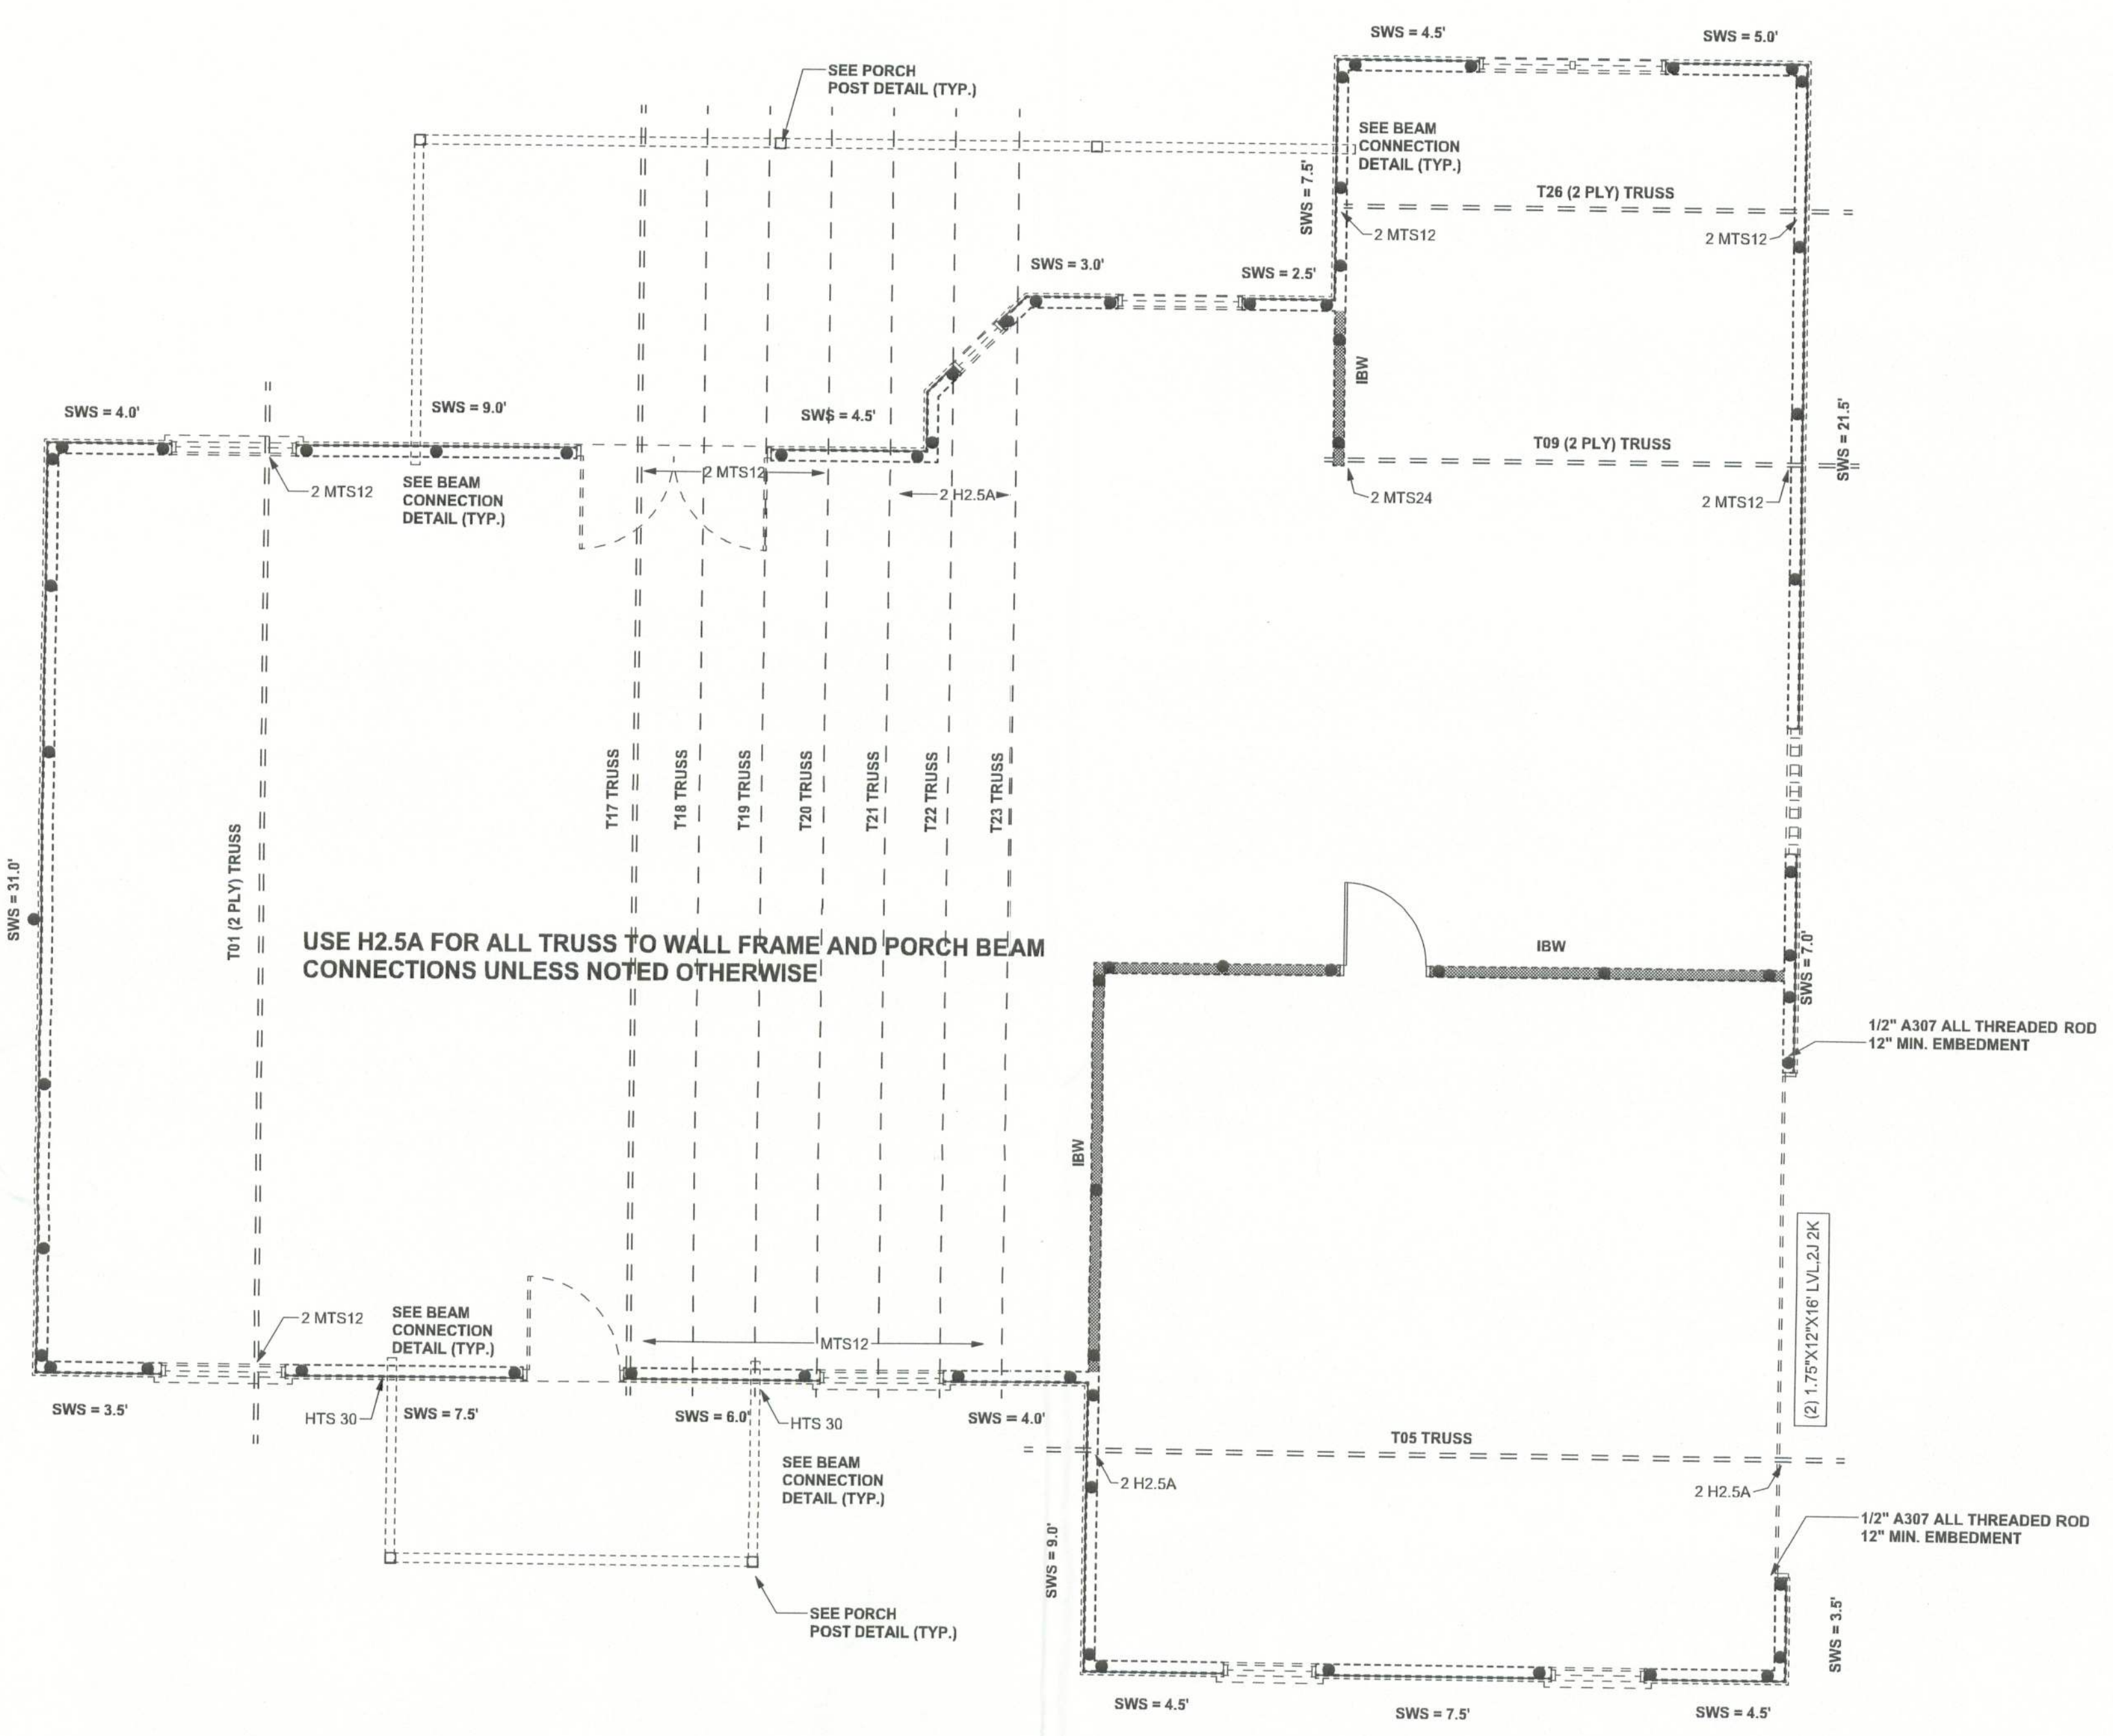 SWS = 4.5'
SWS = 5.0'
SEE PORCH
POST DETAIL (TYP.)
SEE BEAM
CONNECTION
DETAIL (TYP.)
SWS = 7.5'
T26 (2 PLY) TRUSS
2 MTS12
2 MTS12
SWS = 3.0'
SWS = 2.5'
IBW
SWS = 4.0'
SWS = 9.0'
SWS = 4.5'
SWS = 21.5'
T09 (2 PLY) TRUSS
2 MTS12
2 MTS12
SEE BEAM
CONNECTION
DETAIL (TYP.)
2 H2.5A
2 MTS24
2 MTS12
T17 TRUSS
T18 TRUSS
T19 TRUSS
T20 TRUSS
T21 TRUSS
T22 TRUSS
T23 TRUSS
SWS = 31.0'
T01 (2 PLY) TRUSS
USE H2.5A FOR ALL TRUSS TO WALL FRAME AND PORCH BEAM
CONNECTIONS UNLESS NOTED OTHERWISE
IBW
SWS = 7.0'
1/2" A307 ALL THREADED ROD
12" MIN. EMBEDMENT
IBW
(2) 1.75"X12"X16' LVL,2J 2K
2 MTS12
SEE BEAM
CONNECTION
DETAIL (TYP.)
MTS12
SWS = 3.5'
HTS 30
SWS = 7.5'
SWS = 6.0'
HTS 30
SWS = 4.0'
T05 TRUSS
SEE BEAM
CONNECTION
DETAIL (TYP.)
2 H2.5A
2 H2.5A
1/2" A307 ALL THREADED ROD
12" MIN. EMBEDMENT
SWS = 9.0'
SEE PORCH
POST DETAIL (TYP.)
SWS = 3.5'
SWS = 4.5'
SWS = 7.5'
SWS = 4.5'